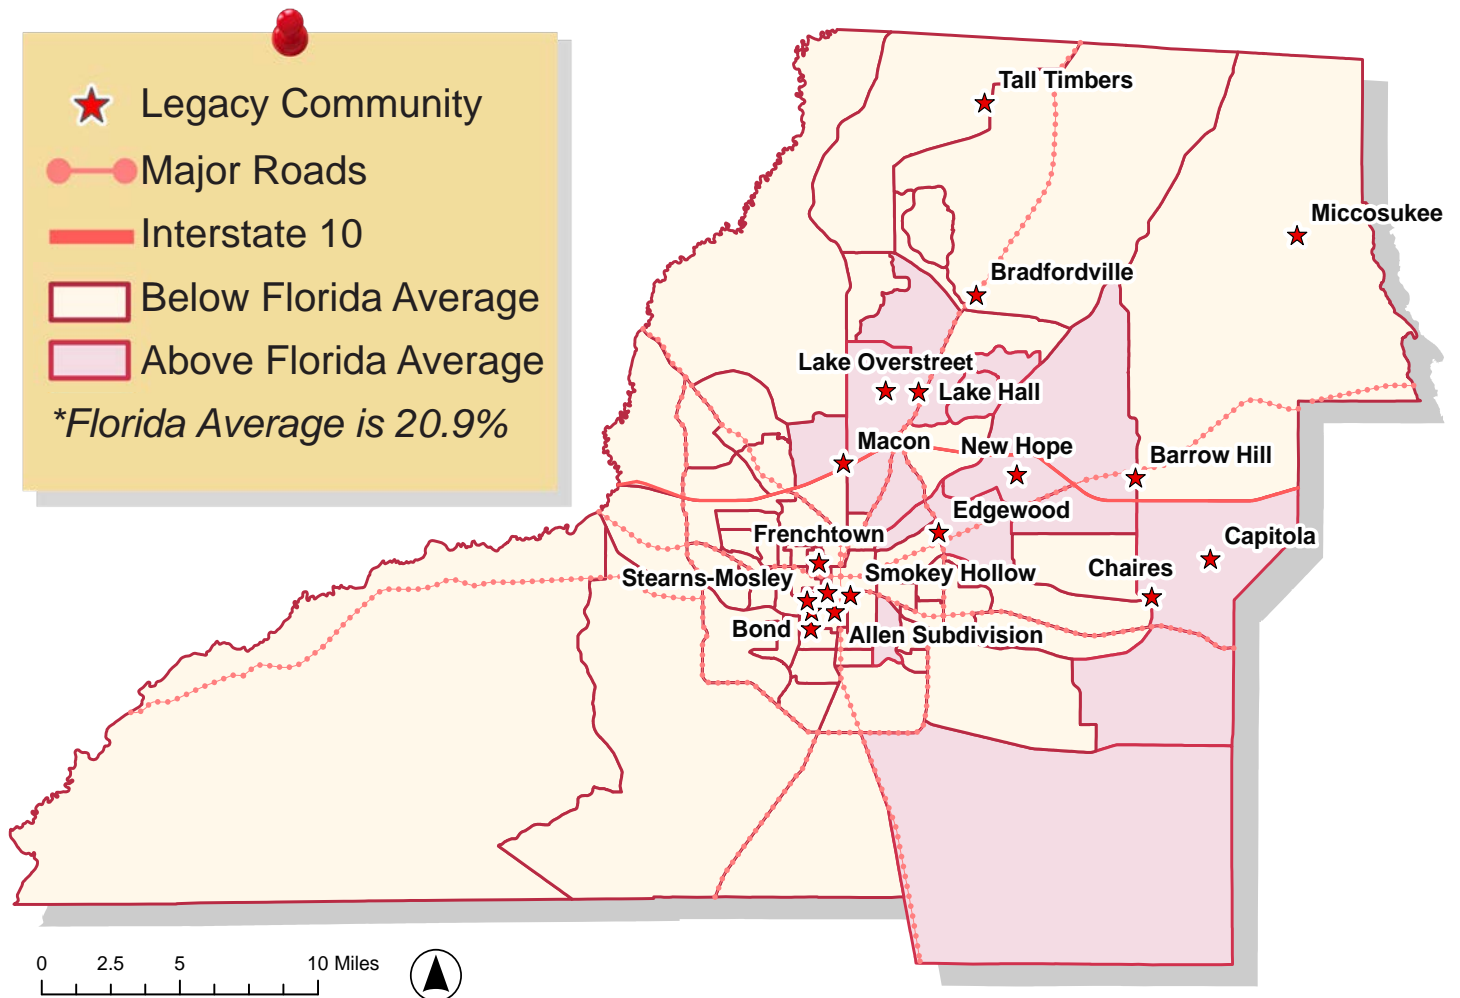 Legacy Community
Major Roads
Interstate 10
Below Florida Average
Above Florida Average
*Florida Average is 20.9%
Tall Timbers
Miccosukee
Bradfordville
Lake Overstreet
Lake Hall
Macon
New Hope
Barrow Hill
Edgewood
Frenchtown
Capitola
Chaires
Smokey Hollow
Stearns-Mosley
Bond
Allen Subdivision
0 2.5 5 10 Miles